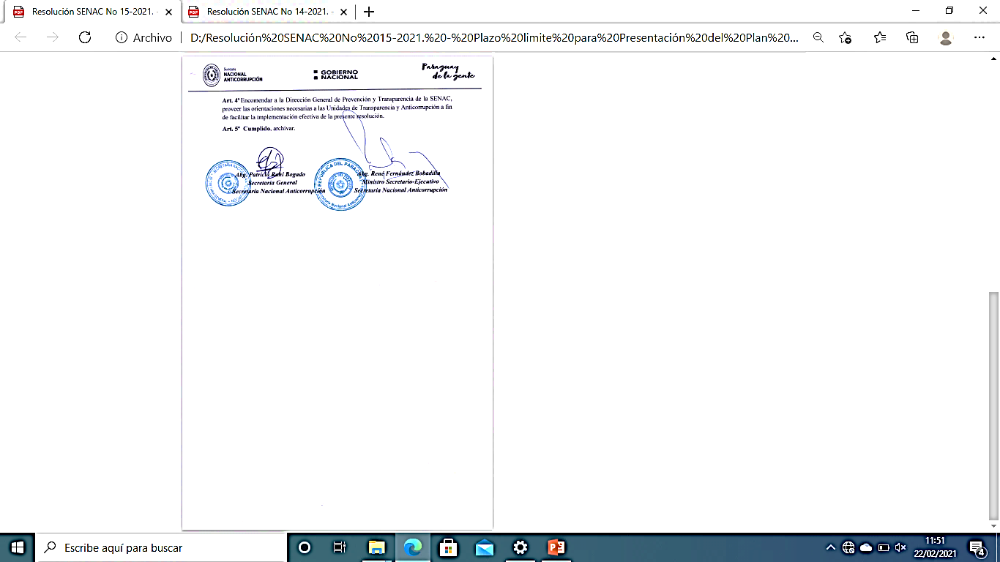 Resolución SENAC No 15-2021. -
Resolución SENAC No 14-2021. -
Archivo
D:/Resolución%20SENAC%20No%2015-2021.%20-%20Plazo%20limite%20para%20Presentación%20del%20Plan%20...
Secretaría
NACIONAL
ANTICORRUPCIÓN
GOBIERNO
NACIONAL
Paraguay
de la gente
Art. 4º Encomendar a la Dirección General de Prevención y Transparencia de la SENAC,
proveer las orientaciones necesarias a las Unidades de Transparencia y Anticorrupción a fin
de facilitar la implementación efectiva de la presente resolución.
Art. 5º Cumplido, archivar.
Abg. Patricia Bogado
Secretaria General
Secretaría Nacional Anticorrupción
REPÚBLICA DEL PARAGUAY
Secretaría Nacional Anticorrupción
Abg. René Fernández Bobadilla
Ministro Secretario-Ejecutivo
Secretaría Nacional Anticorrupción
Escribe aquí para buscar
11:51
22/02/2021
4